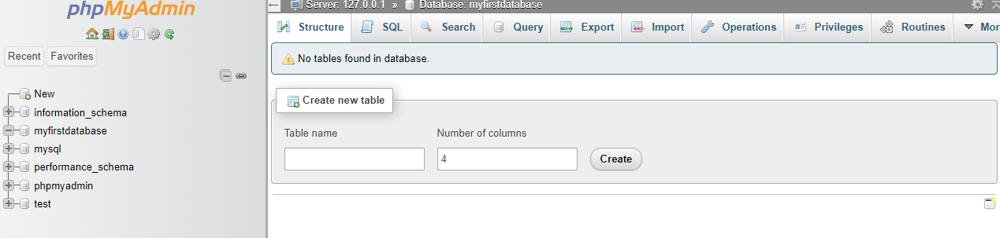 phpMyAdmin
Recent Favorites
New
information_schema
myfirstdatabase
mysql
performance_schema
phpmyadmin
test
Server: 127.0.0.1 » Database: myfirstdatabase
Structure SQL Search Query Export Import Operations Privileges Routines Mor
No tables found in database.
Create new table
Table name Number of columns
4 Create